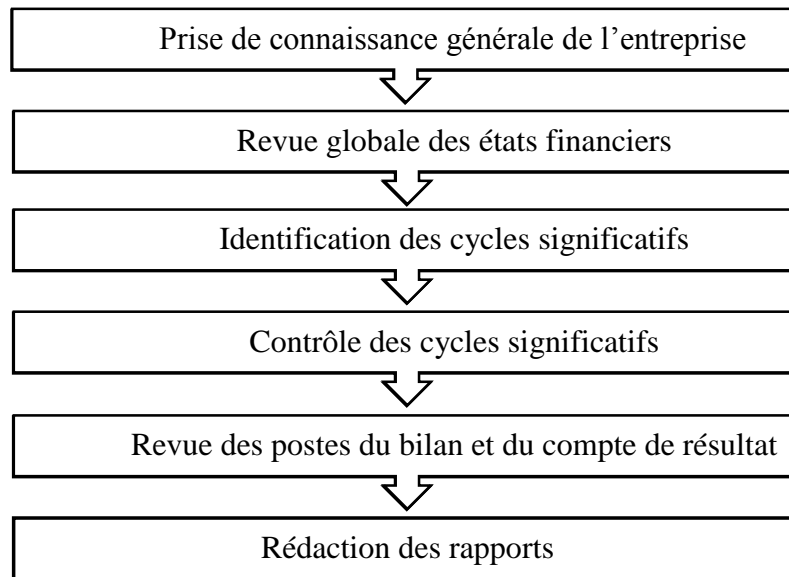 Prise de connaissance générale de l’entreprise
Revue globale des états financiers
Identification des cycles significatifs
Contrôle des cycles significatifs
Revue des postes du bilan et du compte de résultat
Rédaction des rapports